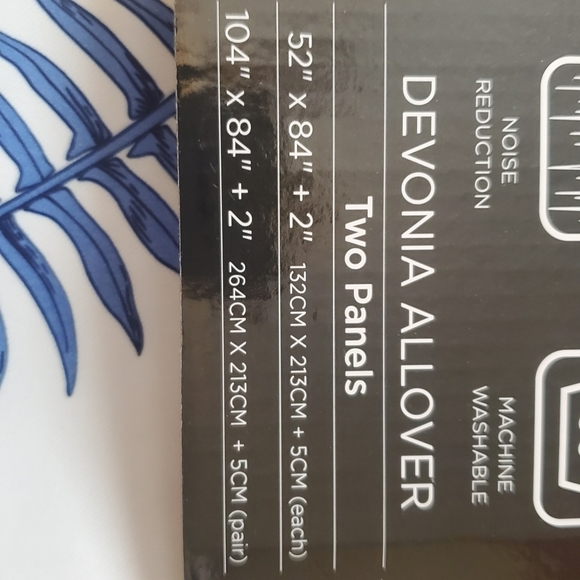 NOISE
REDUCTION
MACHINE
WASHABLE
DEVONIA ALLOVER
Two Panels
52" x 84" + 2" 132CM X 213CM + 5CM (each)
104" x 84" + 2" 264CM X 213CM + 5CM (pair)